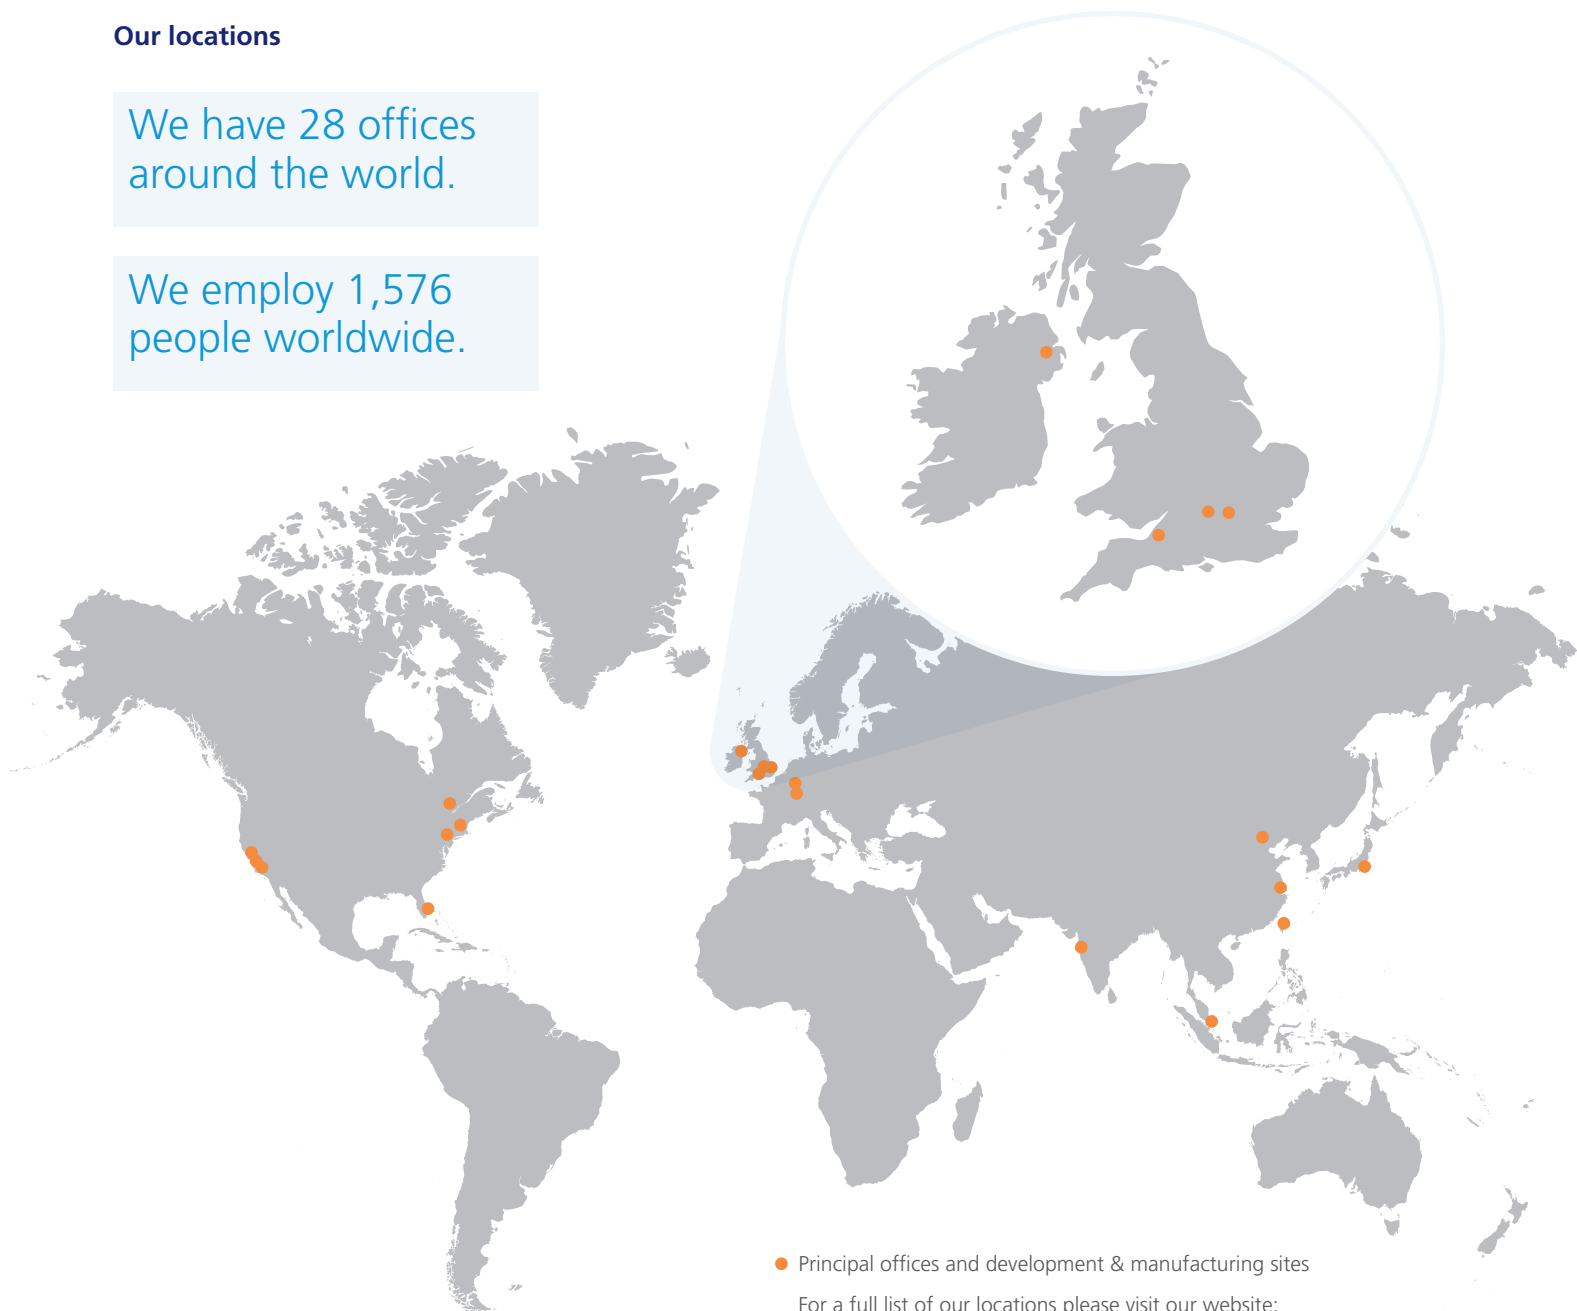 Our locations
We have 28 offices
around the world.
We employ 1,576
people worldwide.
Principal offices and development & manufacturing sites
For a full list of our locations please visit our website: